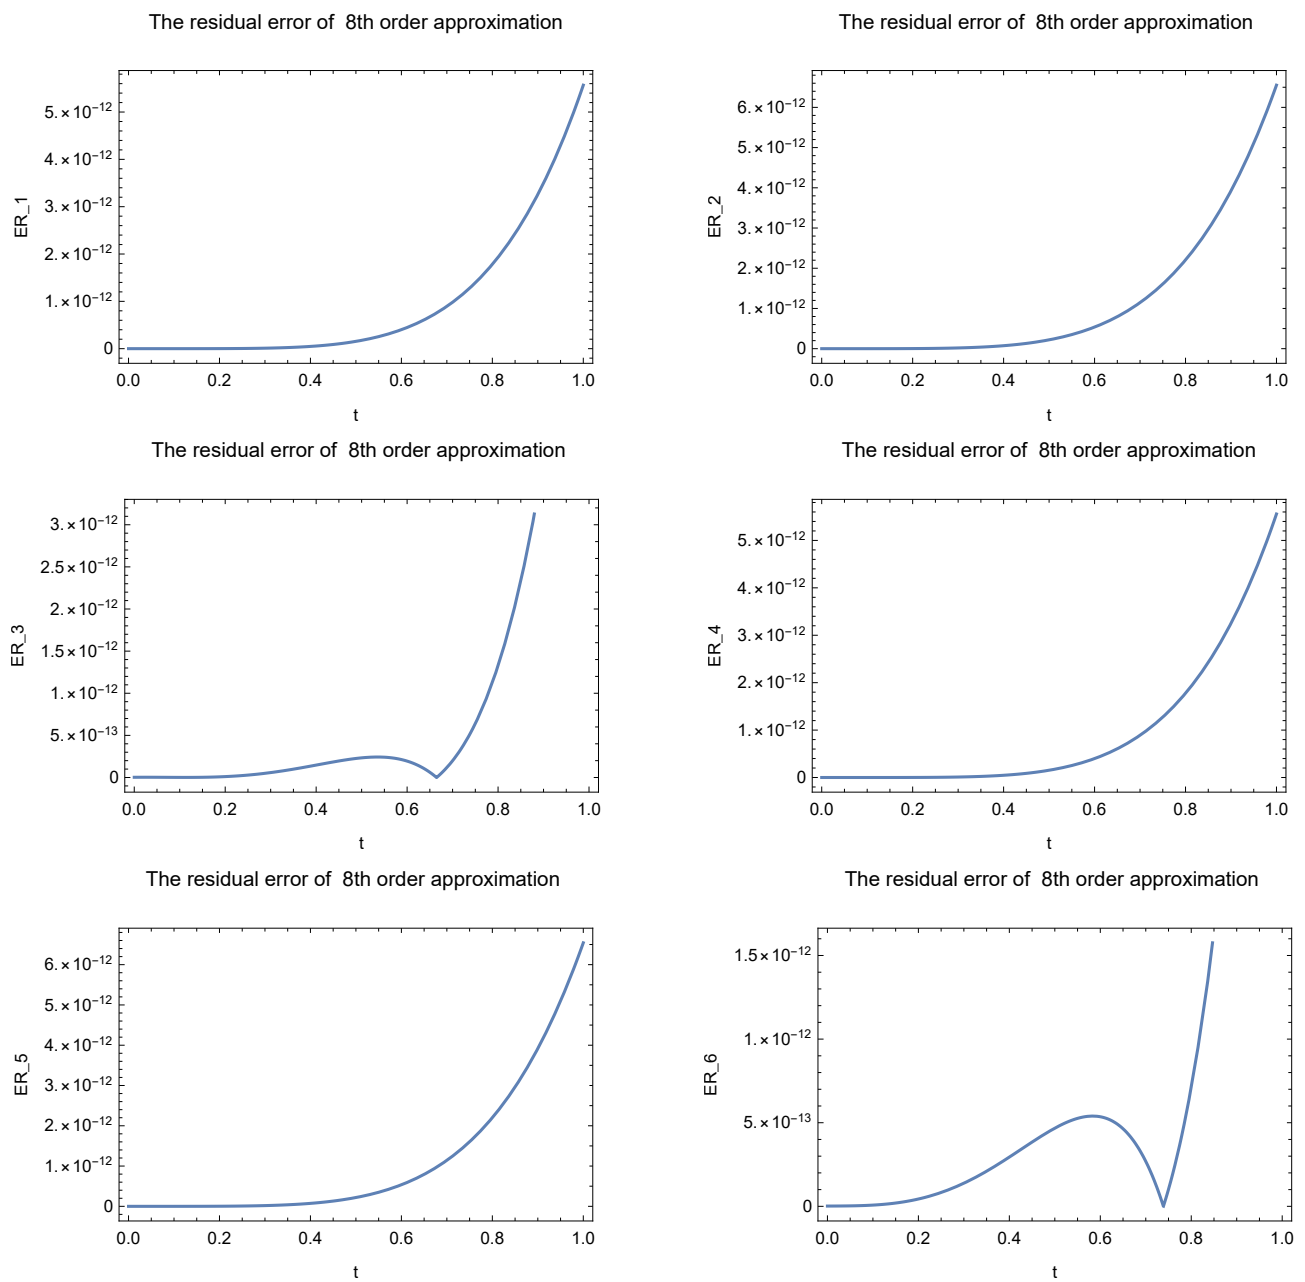 The residual error of  8th order approximation
5.×10⁻¹²
4.×10⁻¹²
3.×10⁻¹²
2.×10⁻¹²
1.×10⁻¹²
0
ER_1
0.0 0.2 0.4 0.6 0.8 1.0
t
The residual error of  8th order approximation
6.×10⁻¹²
5.×10⁻¹²
4.×10⁻¹²
3.×10⁻¹²
2.×10⁻¹²
1.×10⁻¹²
0
ER_2
0.0 0.2 0.4 0.6 0.8 1.0
t
The residual error of  8th order approximation
3.×10⁻¹²
2.5×10⁻¹²
2.×10⁻¹²
1.5×10⁻¹²
1.×10⁻¹²
5.×10⁻¹³
0
ER_3
0.0 0.2 0.4 0.6 0.8 1.0
t
The residual error of  8th order approximation
5.×10⁻¹²
4.×10⁻¹²
3.×10⁻¹²
2.×10⁻¹²
1.×10⁻¹²
0
ER_4
0.0 0.2 0.4 0.6 0.8 1.0
t
The residual error of  8th order approximation
6.×10⁻¹²
5.×10⁻¹²
4.×10⁻¹²
3.×10⁻¹²
2.×10⁻¹²
1.×10⁻¹²
0
ER_5
0.0 0.2 0.4 0.6 0.8 1.0
t
The residual error of  8th order approximation
1.5×10⁻¹²
1.×10⁻¹²
5.×10⁻¹³
0
ER_6
0.0 0.2 0.4 0.6 0.8 1.0
t